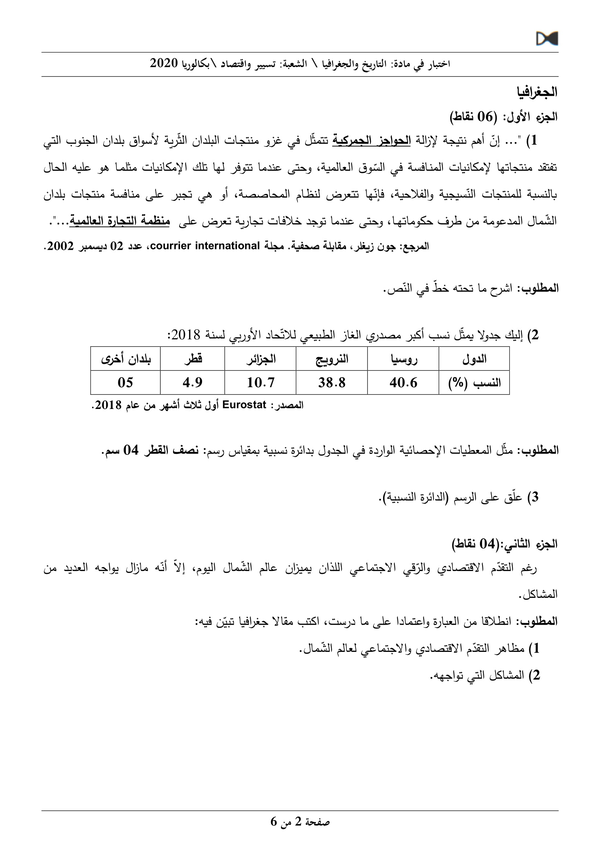 اختبار في مادة: التاريخ والجغرافيا \ الشعبة: تسيير واقتصاد \بكالوريا 2020
الجغرافيا
الجزء الأول: (06 نقاط)
1) "... إنّ أهم نتيجة لإزالة الحواجز الجمركية تتمثّل في غزو منتجات البلدان الثّرية لأسواق بلدان الجنوب التي
تفتقد منتجاتها لإمكانيات المنافسة في السّوق العالمية، وحتى عندما تتوفر لها تلك الإمكانيات مثلما هو عليه الحال
بالنسبة للمنتجات النّسيجية والفلاحية، فإنّها تتعرض لنظام المحاصصة، أو هي تجبر على منافسة منتجات بلدان
الشّمال المدعومة من طرف حكوماتها، وحتى عندما توجد خلافات تجارية تعرض على منظمة التجارة العالمية...".
المرجع: جون زيغلر، مقابلة صحفية. مجلة courrier international، عدد 02 ديسمبر 2002.
المطلوب: اشرح ما تحته خطّ في النّص.
2) إليك جدولا يمثّل نسب أكبر مصدري الغاز الطبيعي للاتّحاد الأوربي لسنة 2018:
الدول روسيا النرويج الجزائر قطر بلدان أخرى
النسب (%) 40.6 38.8 10.7 4.9 05
المصدر: Eurostat أول ثلاث أشهر من عام 2018.
المطلوب: مثّل المعطيات الإحصائية الواردة في الجدول بدائرة نسبية بمقياس رسم: نصف القطر 04 سم.
3) علّق على الرسم (الدائرة النسبية).
الجزء الثاني:(04 نقاط)
رغم التقدّم الاقتصادي والرّقي الاجتماعي اللذان يميزان عالم الشّمال اليوم، إلاّ أنّه مازال يواجه العديد من
المشاكل.
المطلوب: انطلاقا من العبارة واعتمادا على ما درست، اكتب مقالا جغرافيا تبيّن فيه:
1) مظاهر التقدّم الاقتصادي والاجتماعي لعالم الشّمال.
2) المشاكل التي تواجهه.
صفحة 2 من 6